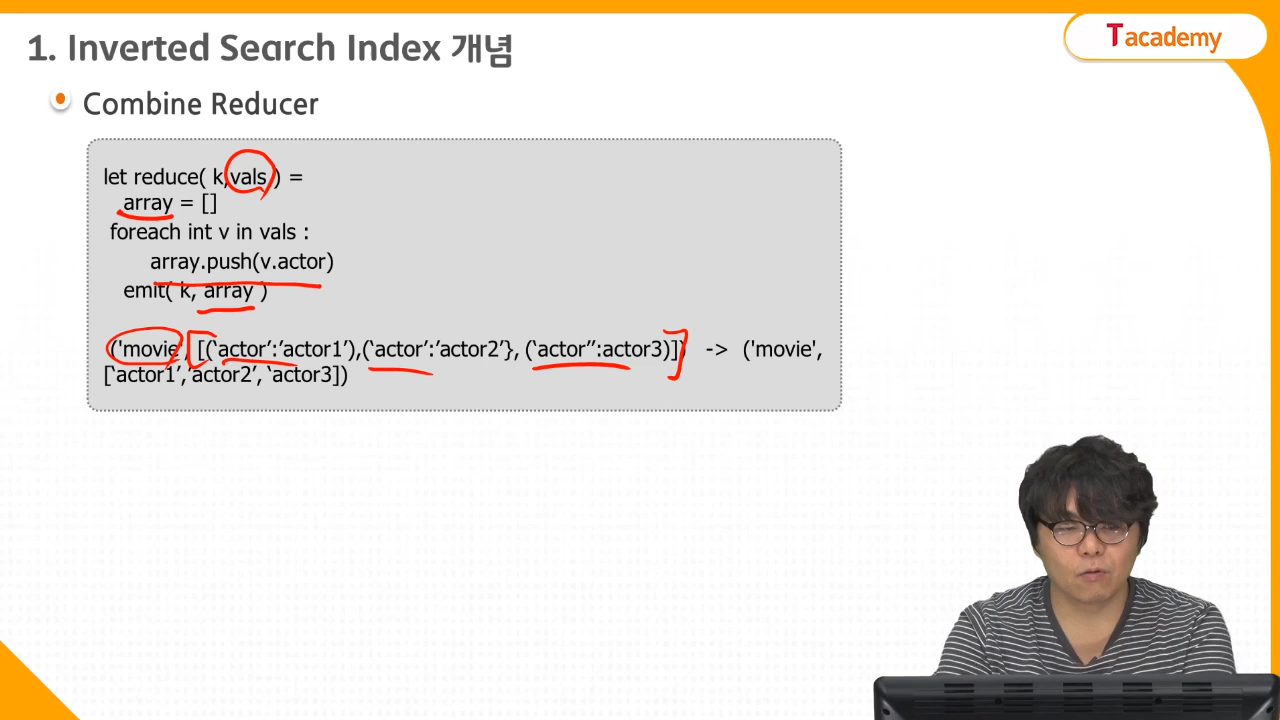 1. Inverted Search Index 개념
Tacademy
Combine Reducer
let reduce( k,vals ) =
array = []
foreach int v in vals :
array.push(v.actor)
emit( k, array )
('movie', [(‘actor’:’actor1’),(‘actor’:’actor2’}, (‘actor’’:actor3)]) -> ('movie',
[‘actor1’,’actor2’, ‘actor3])